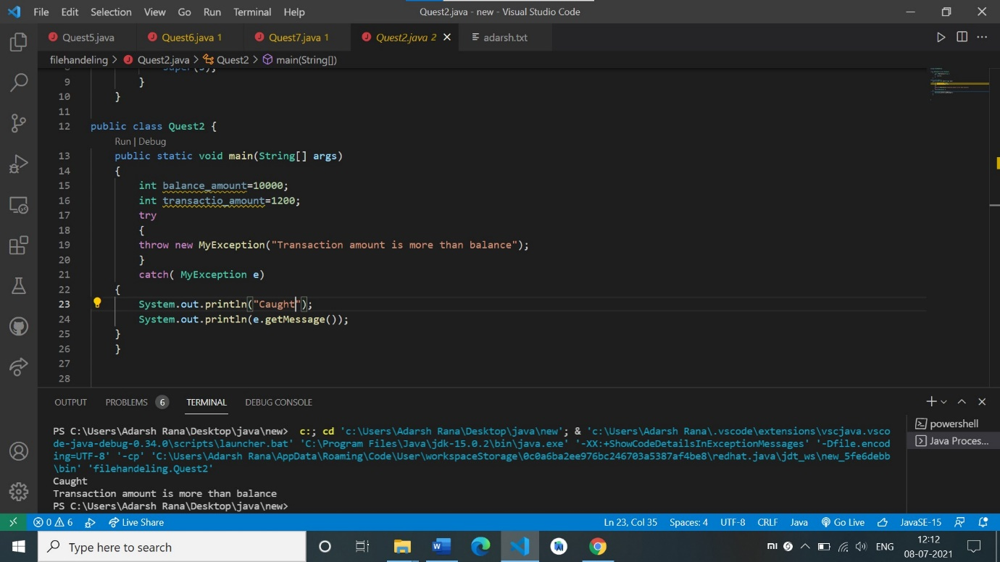 File Edit Selection View Go Run Terminal Help
Quest2.java - new - Visual Studio Code
Quest5.java
Quest6.java 1
Quest7.java 1
Quest2.java 2
adarsh.txt
filehandeling > Quest2.java > Quest2 > main(String[])
8 super(s);
9 }
10 }
11
12 public class Quest2 {
Run | Debug
13 public static void main(String[] args)
14 {
15 int balance_amount=10000;
16 int transactio_amount=1200;
17 try
18 {
19 throw new MyException("Transaction amount is more than balance");
20 }
21 catch( MyException e)
22 {
23 System.out.println("Caught");
24 System.out.println(e.getMessage());
25 }
26 }
27
28
OUTPUT PROBLEMS 6 TERMINAL DEBUG CONSOLE
powershell
Java Proces...
PS C:\Users\Adarsh Rana\Desktop\java\new> c:; cd 'c:\Users\Adarsh Rana\Desktop\java\new'; & 'c:\Users\Adarsh Rana\.vscode\extensions\vscjava.vsco
de-java-debug-0.34.0\scripts\launcher.bat' 'C:\Program Files\Java\jdk-15.0.2\bin\java.exe' '-XX:+ShowCodeDetailsInExceptionMessages' '-Dfile.encod
ing=UTF-8' '-cp' 'C:\Users\Adarsh Rana\AppData\Roaming\Code\User\workspaceStorage\0c0a6ba2ee976bc246703a5387af4be8\redhat.java\jdt_ws\new_5fe6debb
\bin' 'filehandeling.Quest2'
Caught
Transaction amount is more than balance
PS C:\Users\Adarsh Rana\Desktop\java\new>
0 6 Live Share
Ln 23, Col 35 Spaces: 4 UTF-8 CRLF Java Go Live JavaSE-15
Type here to search
ENG
12:12
08-07-2021